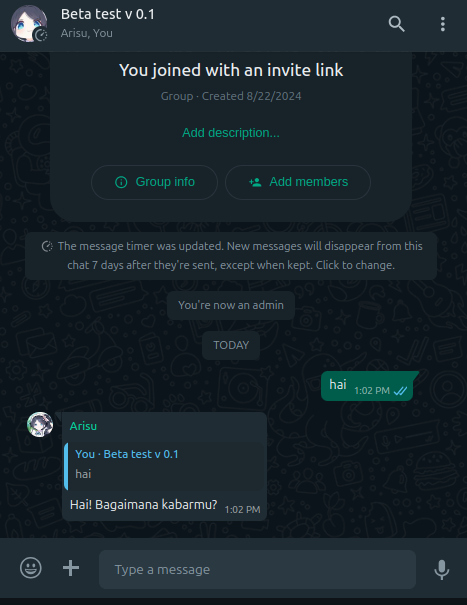 Beta test v 0.1
Arisu, You
You joined with an invite link
Group · Created 8/22/2024
Add description...
Group info
Add members
The message timer was updated. New messages will disappear from this
chat 7 days after they're sent, except when kept. Click to change.
You're now an admin
TODAY
hai
1:02 PM
Arisu
You · Beta test v 0.1
hai
Hai! Bagaimana kabarmu?
1:02 PM
Type a message